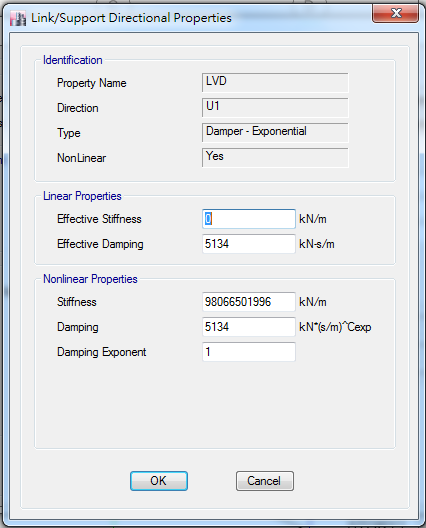 Link/Support Directional Properties
Identification
Property Name LVD
Direction U1
Type Damper - Exponential
NonLinear Yes
Linear Properties
Effective Stiffness 0 kN/m
Effective Damping 5134 kN-s/m
Nonlinear Properties
Stiffness 98066501996 kN/m
Damping 5134 kN*(s/m)^Cexp
Damping Exponent 1
OK Cancel